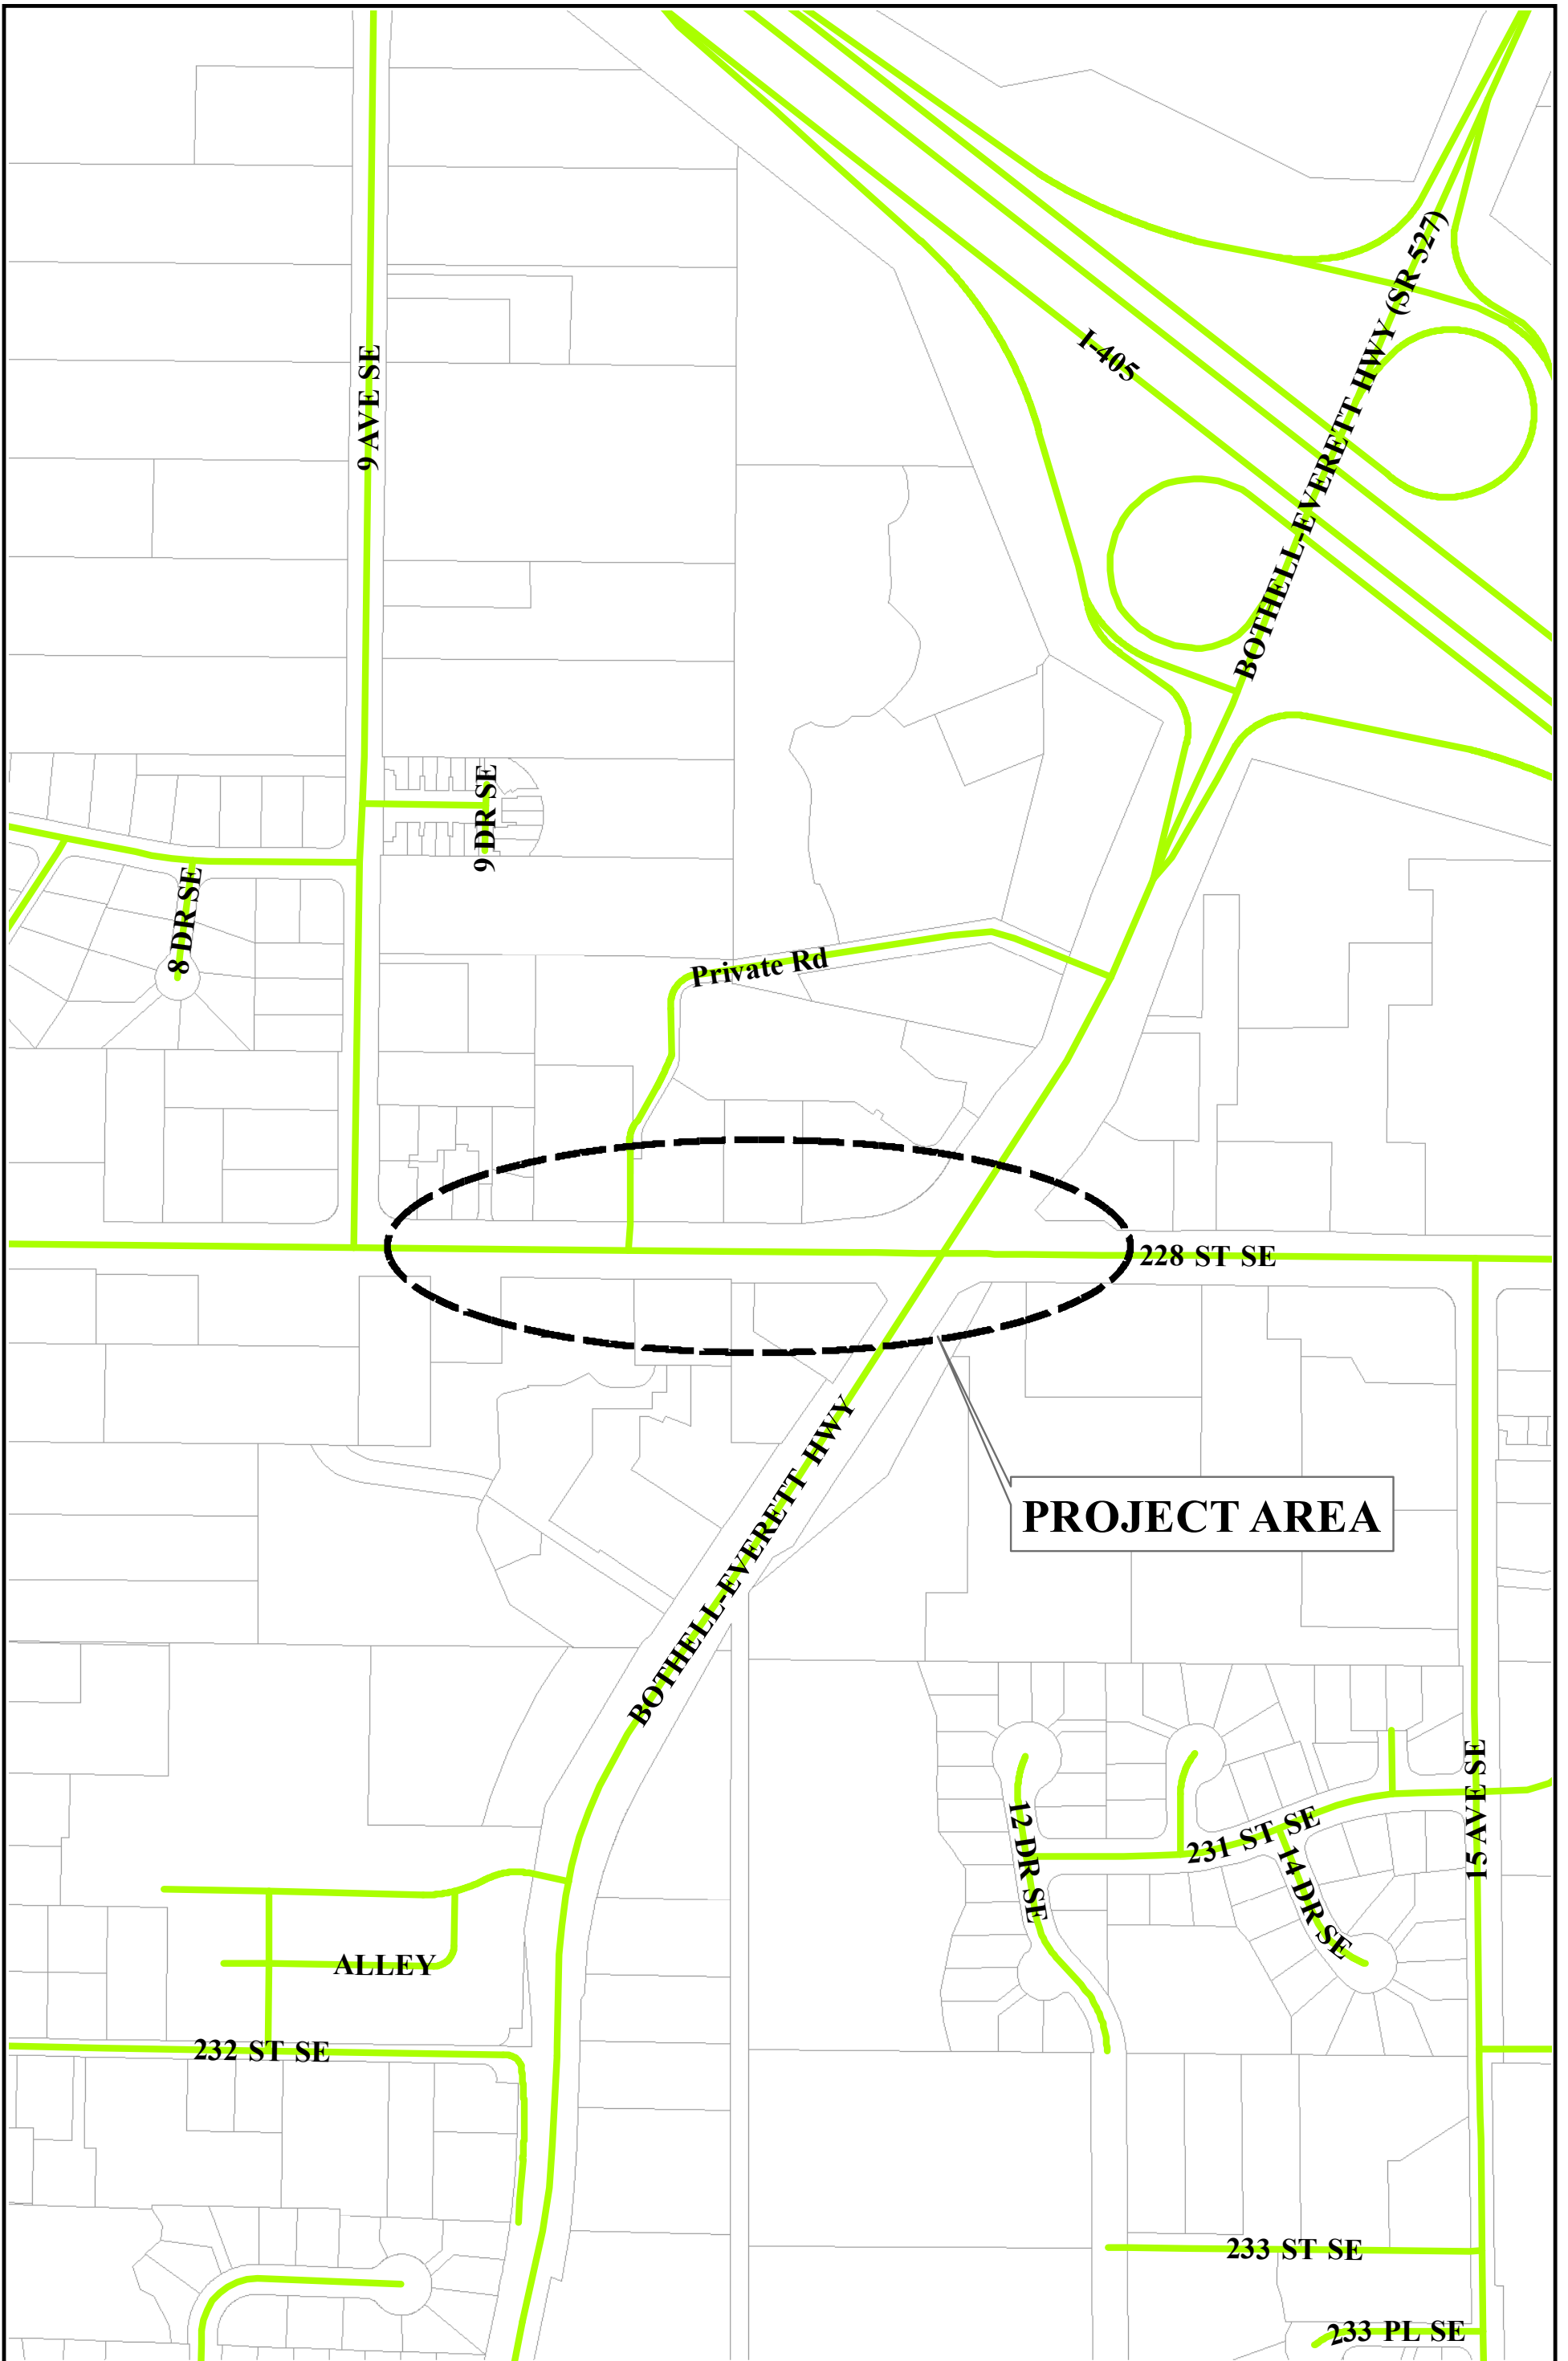 BOTHELL-EVERETT HWY (SR 527)
I-405
9 AVE SE
9 DR SE
8 DR SE
Private Rd
228 ST SE
BOTHELL-EVERETT HWY
PROJECT AREA
15 AVE SE
12 DR SE
231 ST SE
14 DR SE
ALLEY
232 ST SE
233 ST SE
233 PL SE